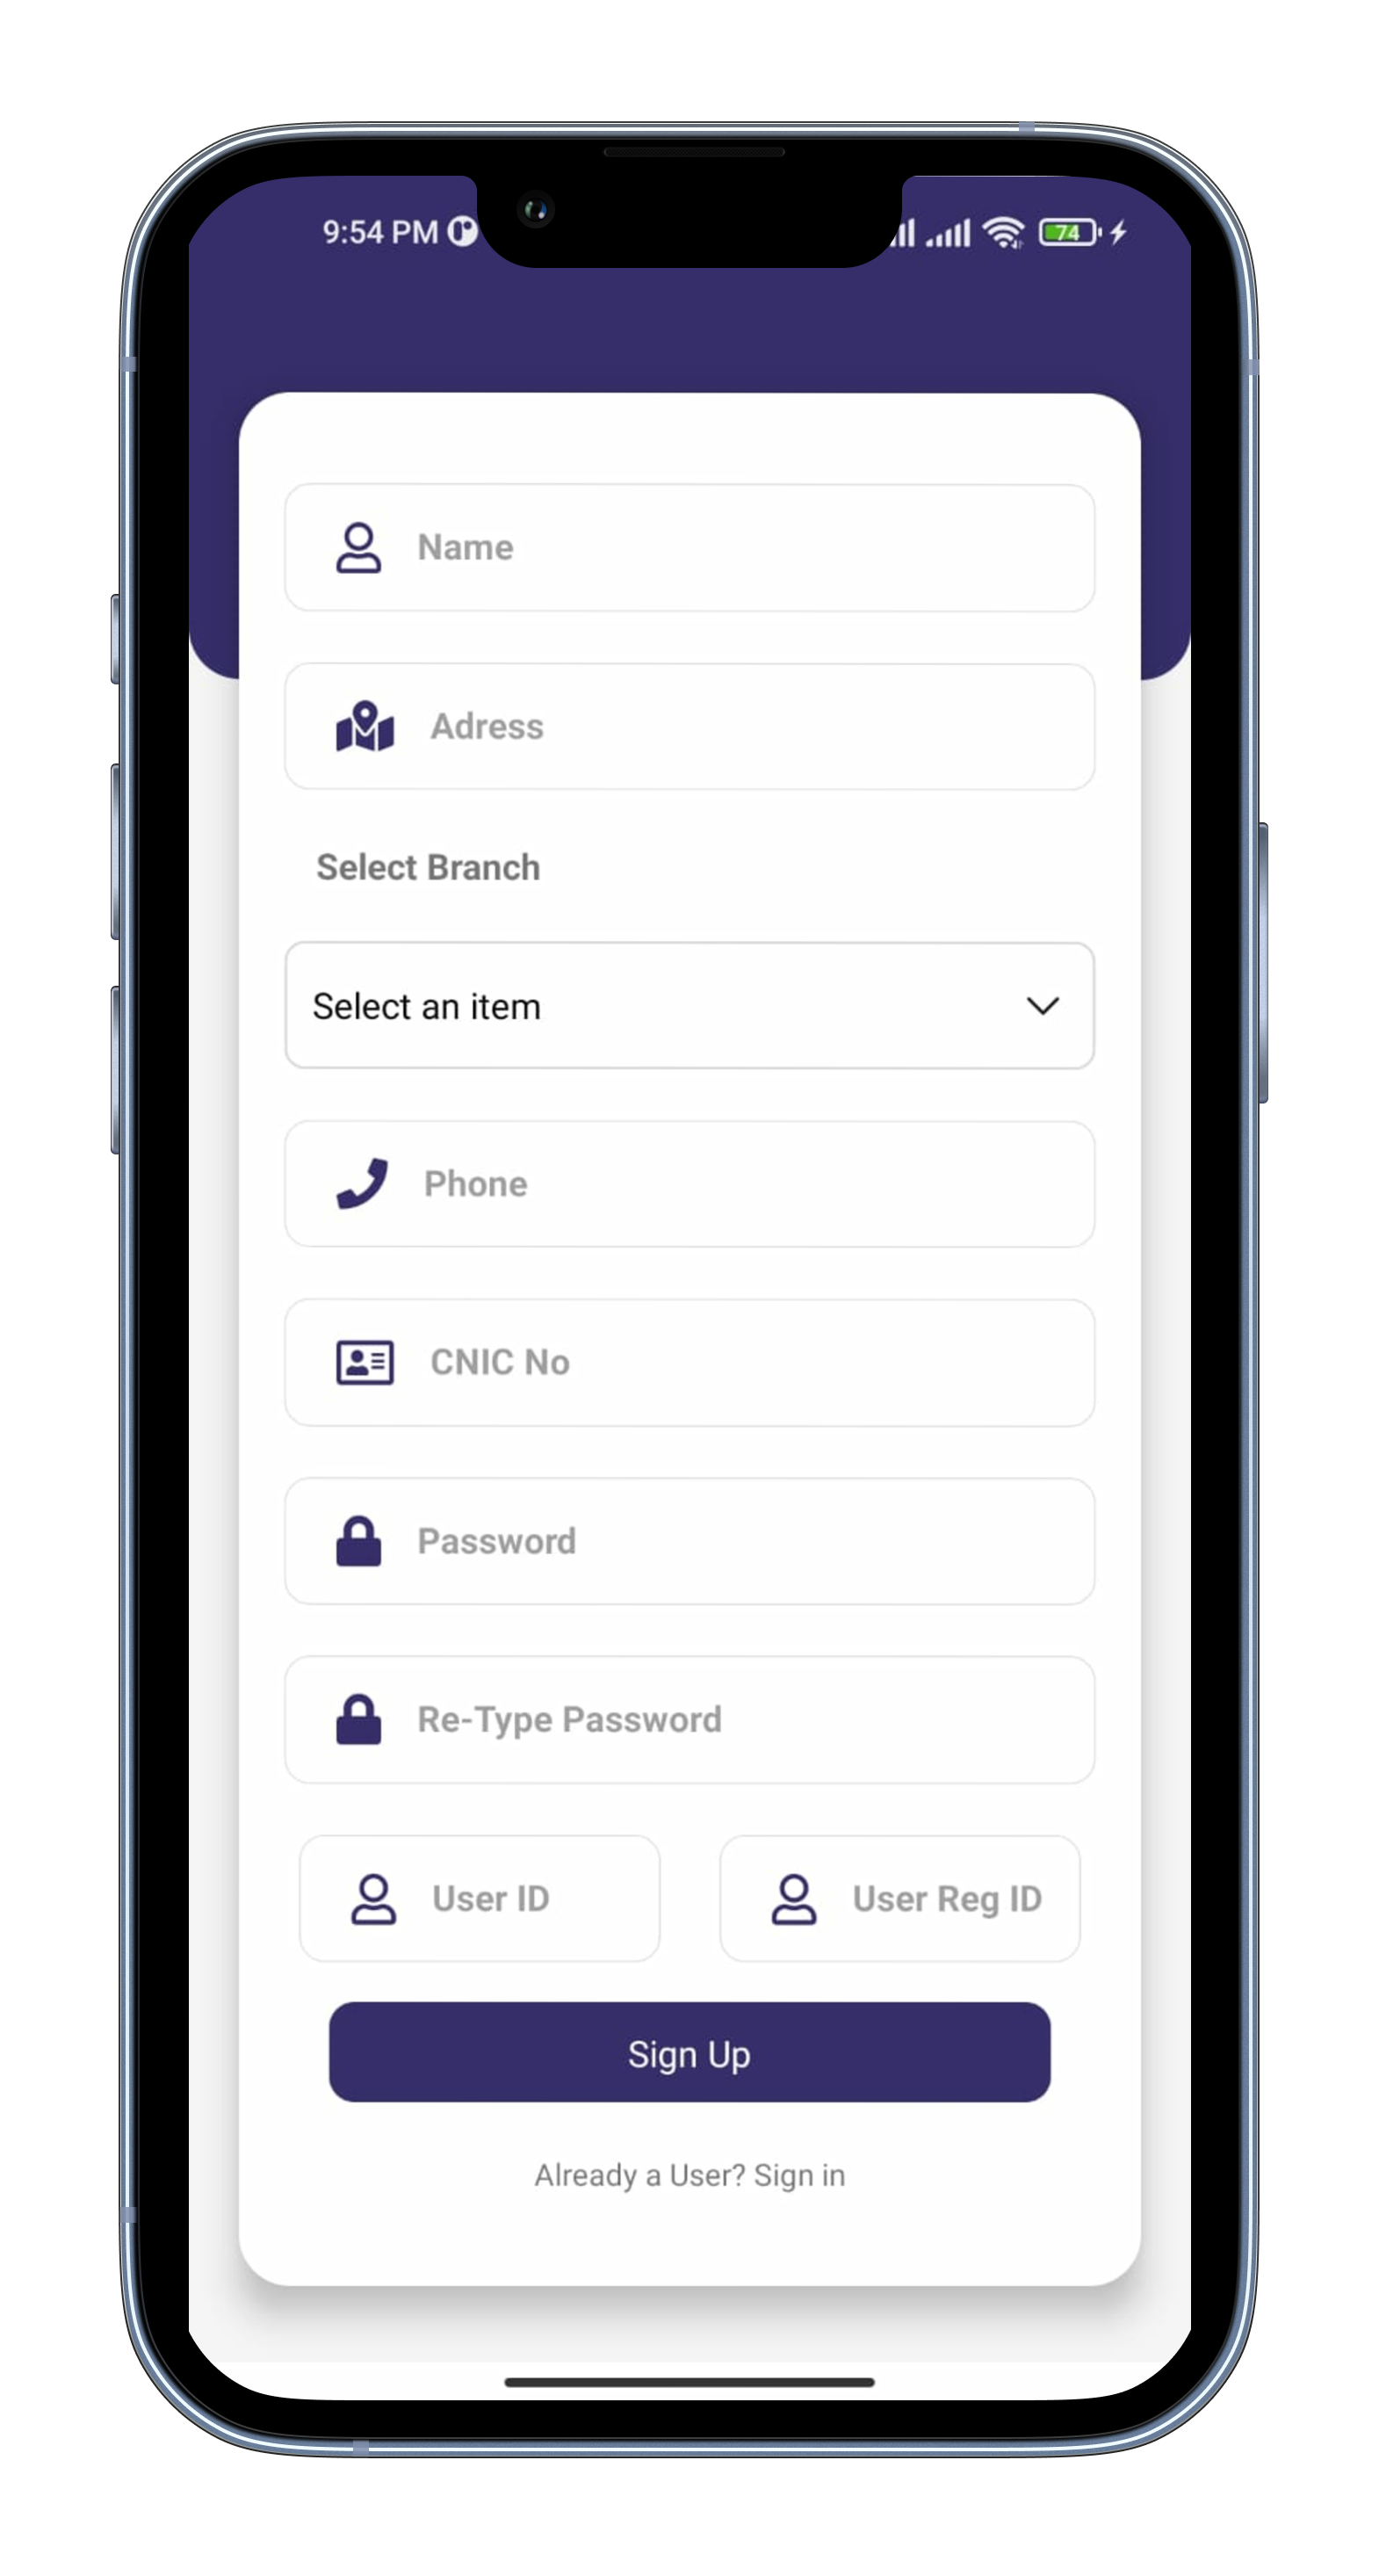 9:54 PM
74
Name
Adress
Select Branch
Select an item
Phone
CNIC No
Password
Re-Type Password
User ID User Reg ID
Sign Up
Already a User? Sign in